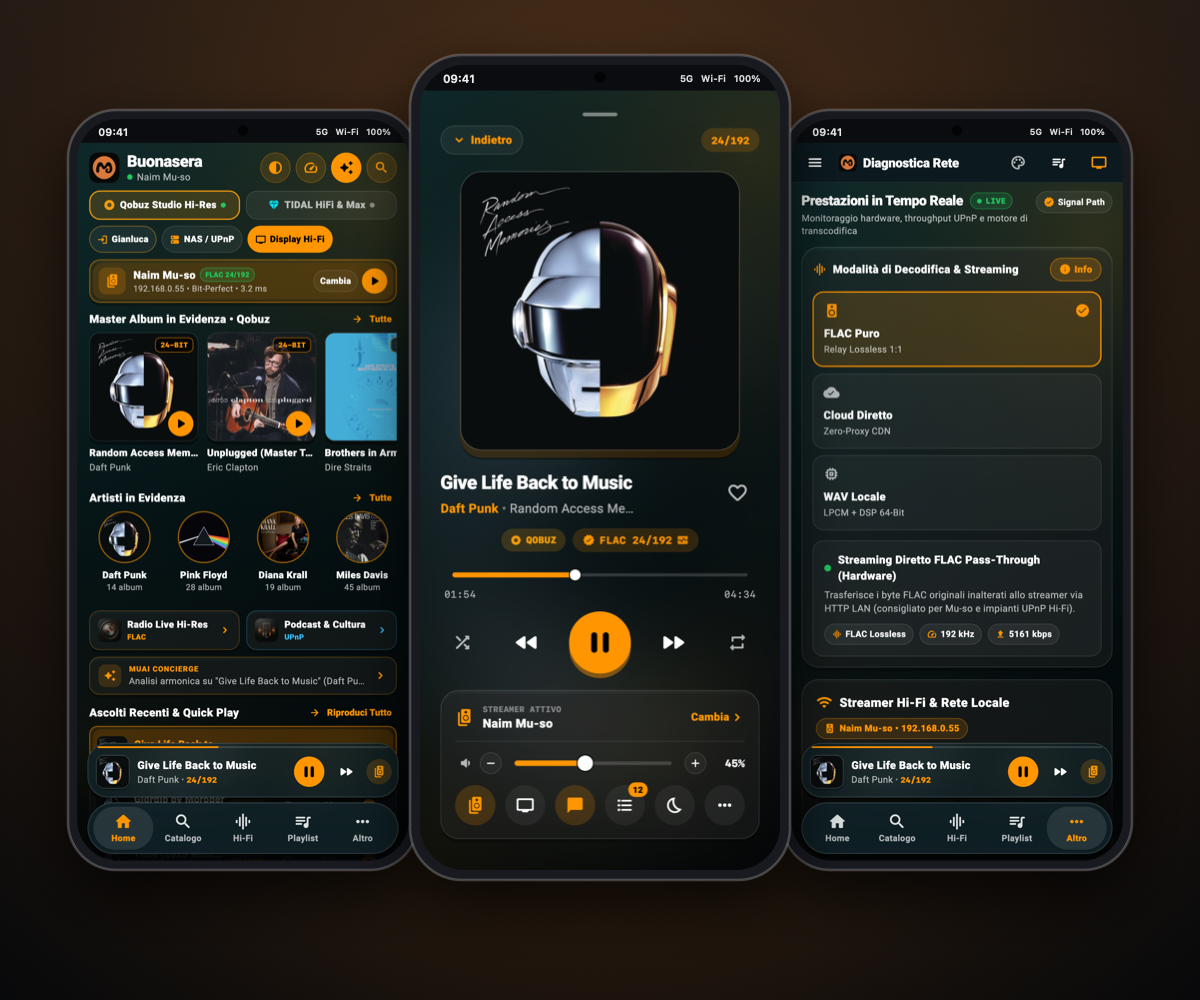 09:41
5G Wi-Fi 100%
Buonasera
Naim Mu-so
Qobuz Studio Hi-Res
TIDAL HiFi & Max
Gianluca
NAS / UPnP
Display Hi-Fi
Naim Mu-so FLAC 24/192
192.168.0.55 • Bit-Perfect • 3.2 ms
Cambia
Master Album in Evidenza • Qobuz
→ Tutte
24-BIT
24-BIT
Random Access Mem...
Daft Punk
Unplugged (Master T...
Eric Clapton
Brothers in Arm
Dire Straits
Artisti in Evidenza
→ Tutte
Daft Punk
14 album
Pink Floyd
28 album
Diana Krall
19 album
Miles Davis
45 album
Radio Live Hi-Res
FLAC
Podcast & Cultura
UPnP
MUAI CONCIERGE
Analisi armonica su "Give Life Back to Music" (Daft Pu...
Ascolti Recenti & Quick Play
→ Riproduci Tutto
Give Life Back to Music
Daft Punk · 24/192
Home
Catalogo
Hi-Fi
Playlist
Altro
09:41
5G Wi-Fi 100%
Indietro
24/192
Random
Access
Memories
Give Life Back to Music
Daft Punk • Random Access Me...
QOBUZ
FLAC 24/192
01:54
04:34
STREAMER ATTIVO
Naim Mu-so
Cambia
45%
12
09:41
5G Wi-Fi 100%
Diagnostica Rete
Prestazioni in Tempo Reale
LIVE
Signal Path
Monitoraggio hardware, throughput UPnP e motore di
transcodifica
Modalità di Decodifica & Streaming
Info
FLAC Puro
Relay Lossless 1:1
Cloud Diretto
Zero-Proxy CDN
WAV Locale
LPCM + DSP 64-Bit
Streaming Diretto FLAC Pass-Through
(Hardware)
Trasferisce i byte FLAC originali inalterati allo streamer via
HTTP LAN (consigliato per Mu-so e impianti UPnP Hi-Fi).
FLAC Lossless
192 kHz
5161 kbps
Streamer Hi-Fi & Rete Locale
Naim Mu-so • 192.168.0.55
Give Life Back to Music
Daft Punk · 24/192
Home
Catalogo
Hi-Fi
Playlist
Altro